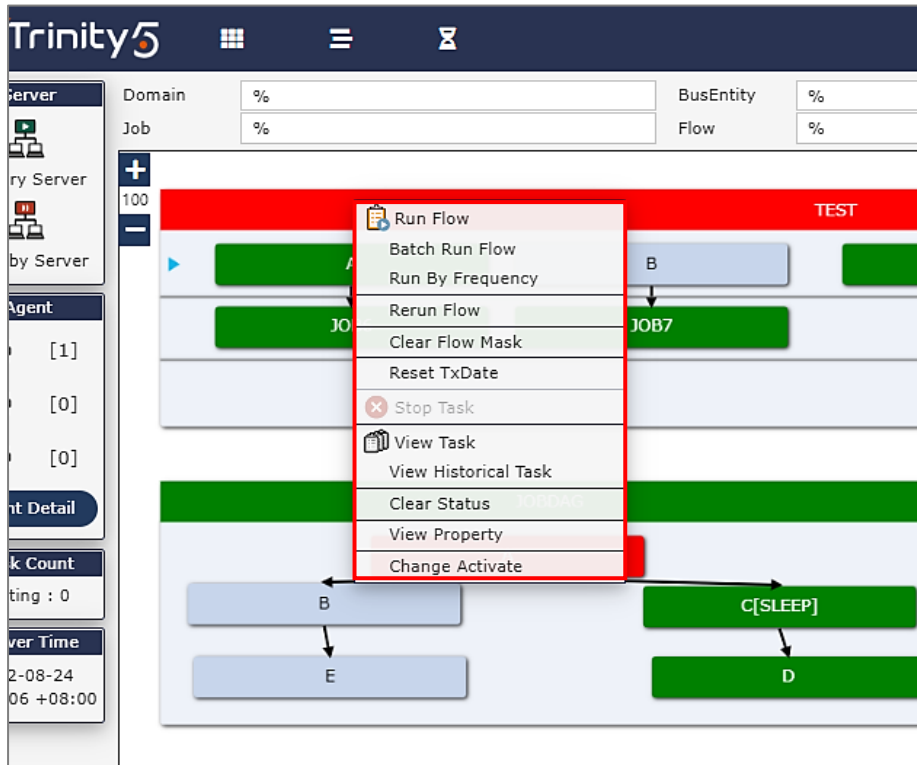 Trinity5
Server
Domain
%
BusEntity
%
Job
%
Flow
%
ry Server
by Server
100
TEST
Run Flow
Batch Run Flow
Run By Frequency
Rerun Flow
Clear Flow Mask
Reset TxDate
Stop Task
View Task
View Historical Task
Clear Status
View Property
Change Activate
B
JO
JOB7
Agent
[1]
[0]
[0]
nt Detail
k Count
ting : 0
ver Time
2-08-24
06 +08:00
JOBDAG
B
C[SLEEP]
E
D